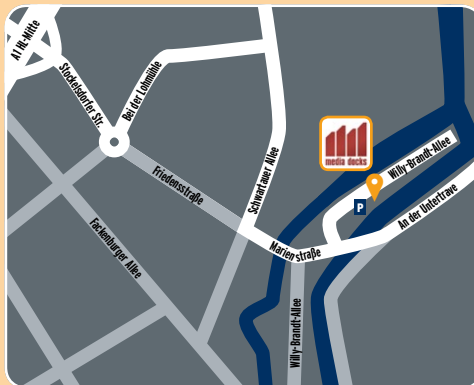 A1 HL-Mitte
Stockelsdorfer Str.
Bei der Lohmühle
Friedensstraße
Schwartauer Allee
media docks
Willy-Brandt-Allee
P
An der Untertrave
Marienstraße
Fackenburger Allee
Willy-Brandt-Allee